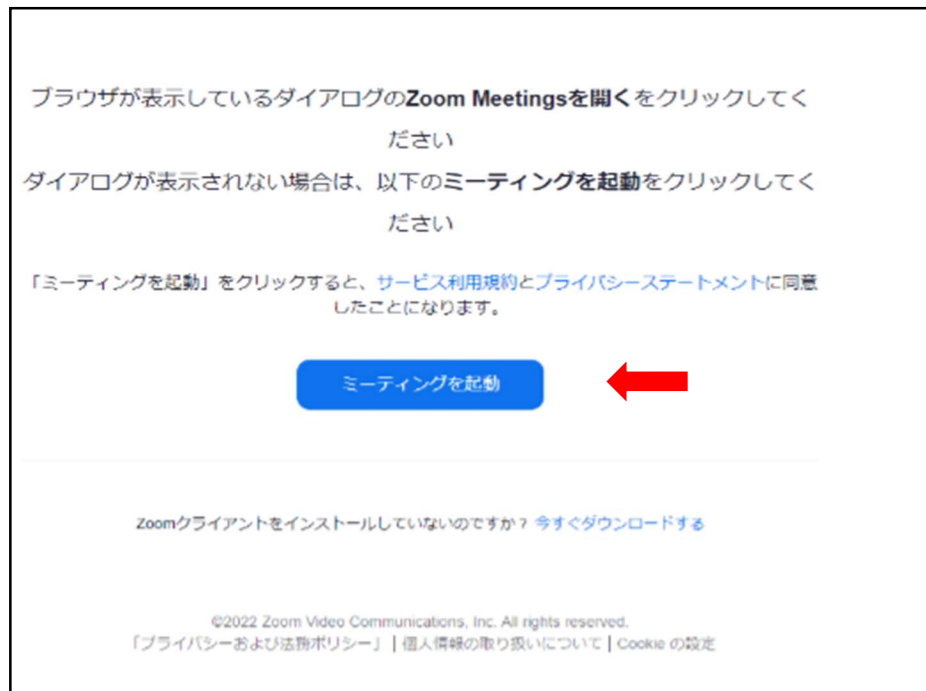 ブラウザが表示しているダイアログのZoom Meetingsを開くをクリックしてく
ださい
ダイアログが表示されない場合は、以下のミーティングを起動をクリックしてく
ださい
「ミーティングを起動」をクリックすると、サービス利用規約とプライバシーステートメントに同意
したことになります。
ミーティングを起動
Zoomクライアントをインストールしていないのですか？ 今すぐダウンロードする
©2022 Zoom Video Communications, Inc. All rights reserved.
「プライバシーおよび法務ポリシー」 | 個人情報の取り扱いについて | Cookie の設定